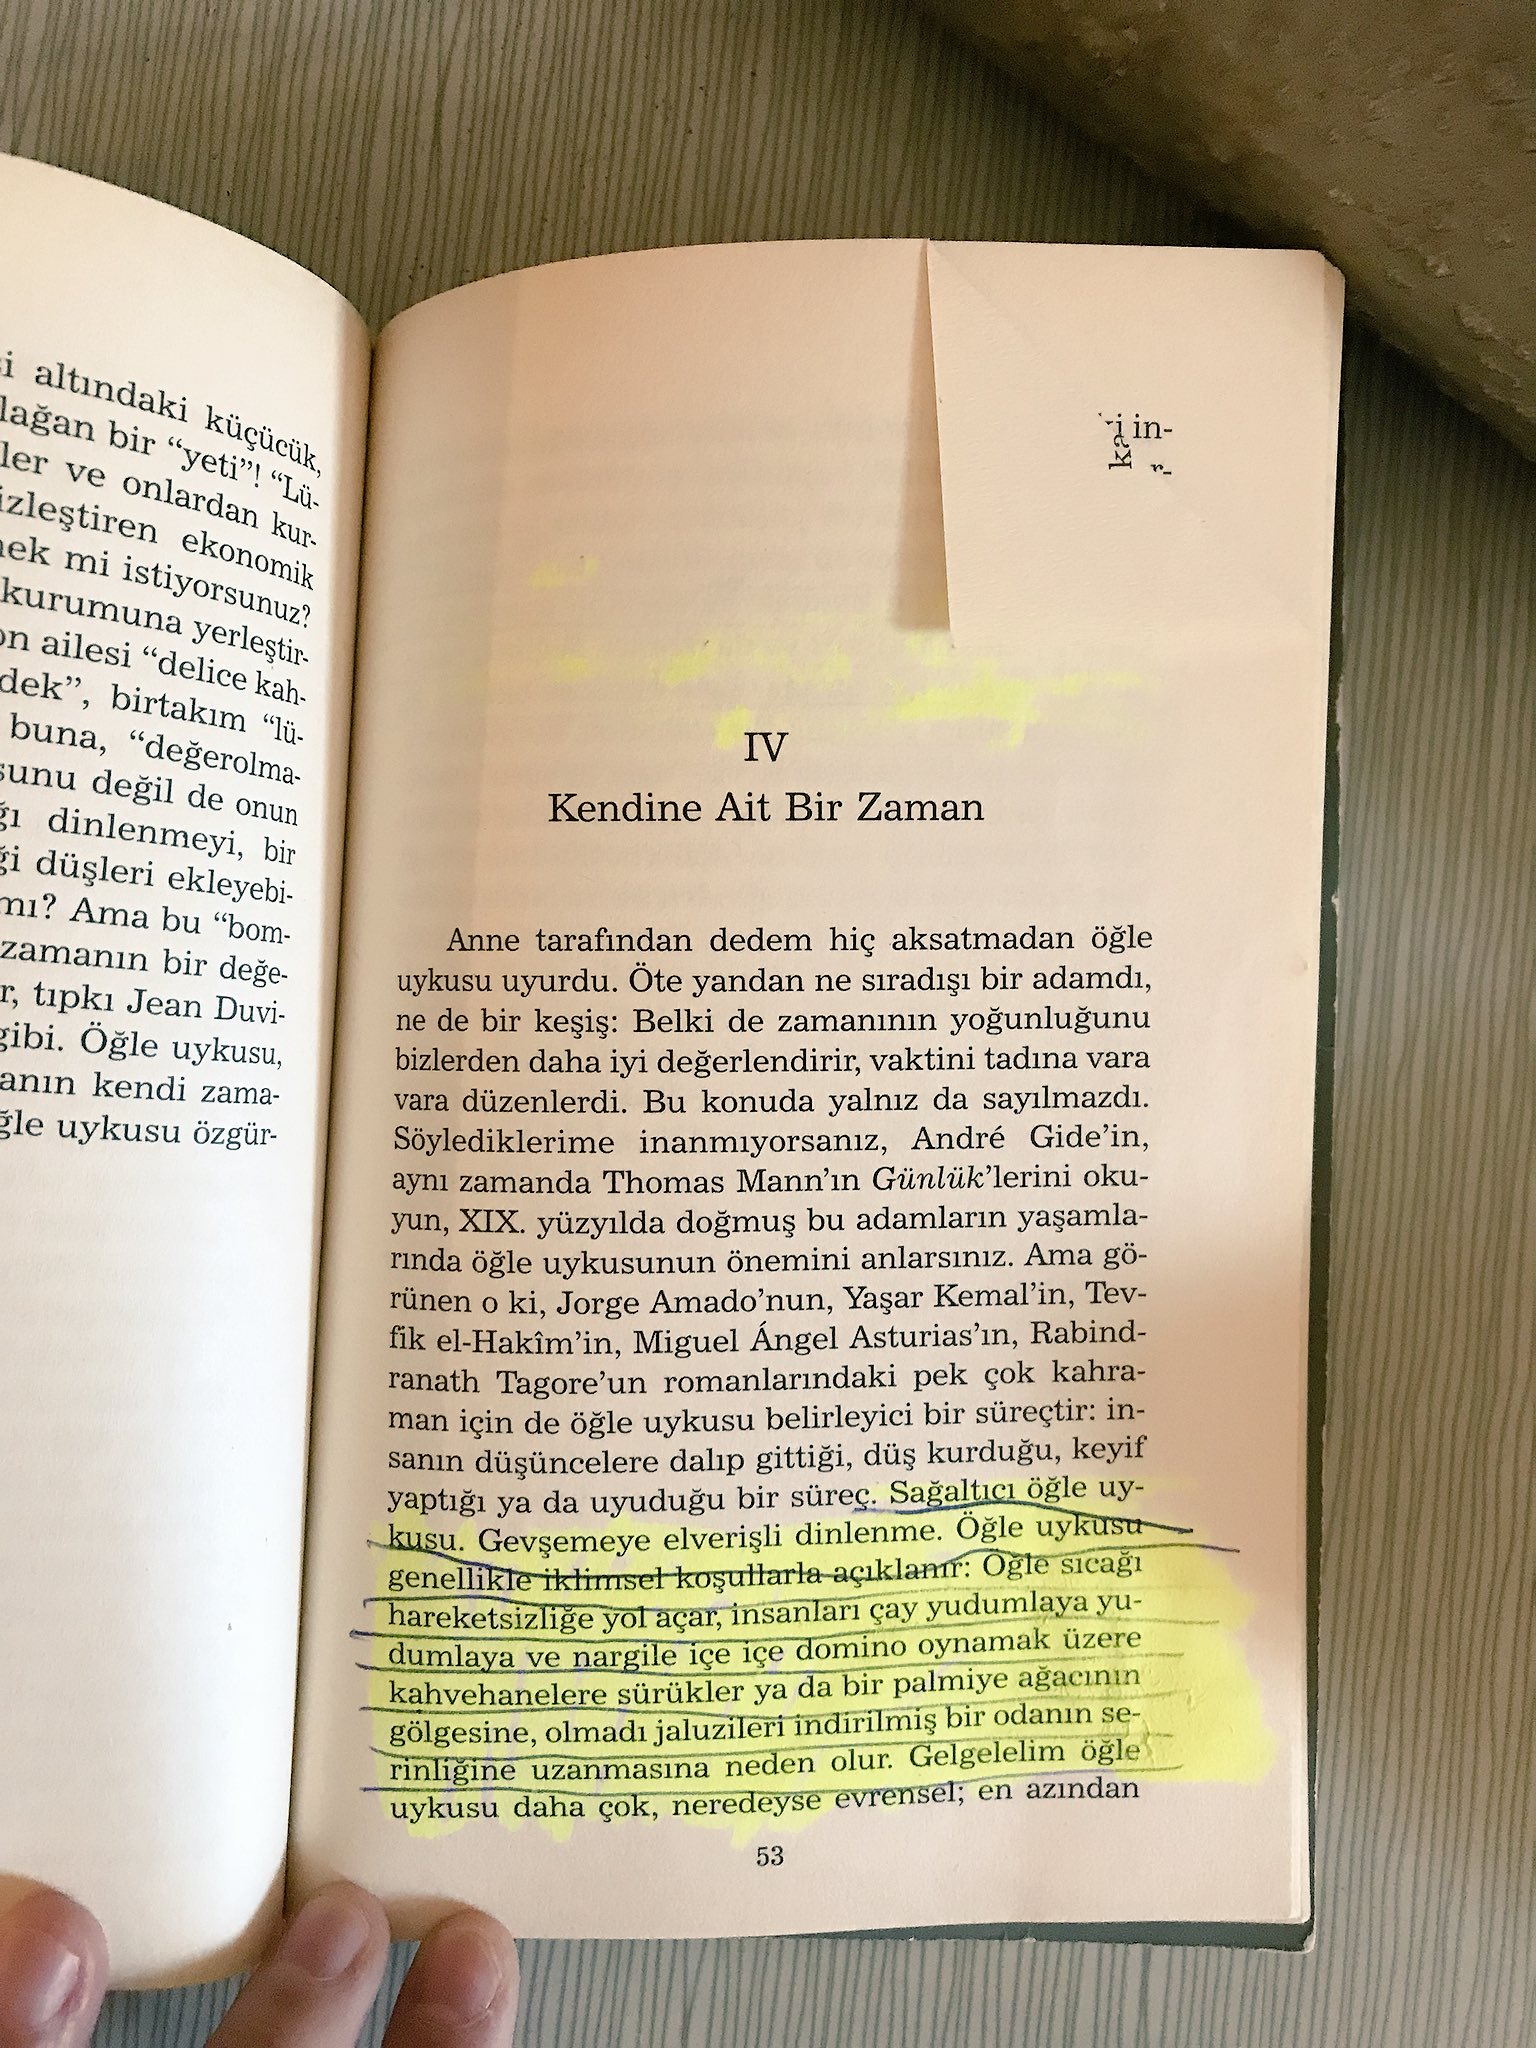 i altındaki küçücük,
lağan bir “yeti”! “Lü-
ler ve onlardan kur-
izleştiren ekonomik
mek mi istiyorsunuz?
kurumuna yerleştir-
on ailesi “delice kah-
dek”, birtakım “lü-
buna, “değerolma-
sunu değil de onun
ğı dinlenmeyi, bir
ği düşleri ekleyebi-
mı? Ama bu “bom-
zamanın bir değe-
r, tıpkı Jean Duvi-
gibi. Öğle uykusu,
anın kendi zama-
ğle uykusu özgür-
i in-
ka
r-
IV
Kendine Ait Bir Zaman
Anne tarafından dedem hiç aksatmadan öğle
uykusu uyurdu. Öte yandan ne sıradışı bir adamdı,
ne de bir keşiş: Belki de zamanının yoğunluğunu
bizlerden daha iyi değerlendirir, vaktini tadına vara
vara düzenlerdi. Bu konuda yalnız da sayılmazdı.
Söylediklerime inanmıyorsanız, André Gide’in,
aynı zamanda Thomas Mann’ın Günlük’lerini oku-
yun, XIX. yüzyılda doğmuş bu adamların yaşamla-
rında öğle uykusunun önemini anlarsınız. Ama gö-
rünen o ki, Jorge Amado’nun, Yaşar Kemal’in, Tev-
fik el-Hakîm’in, Miguel Ángel Asturias’ın, Rabind-
ranath Tagore’un romanlarındaki pek çok kahra-
man için de öğle uykusu belirleyici bir süreçtir: in-
sanın düşüncelere dalıp gittiği, düş kurduğu, keyif
yaptığı ya da uyuduğu bir süreç. Sağaltıcı öğle uy-
kusu. Gevşemeye elverişli dinlenme. Öğle uykusu
genellikle iklimsel koşullarla açıklanır: Öğle sıcağı
hareketsizliğe yol açar, insanları çay yudumlaya yu-
dumlaya ve nargile içe içe domino oynamak üzere
kahvehanelere sürükler ya da bir palmiye ağacının
gölgesine, olmadı jaluzileri indirilmiş bir odanın se-
rinliğine uzanmasına neden olur. Gelgelelim öğle
uykusu daha çok, neredeyse evrensel; en azından
53